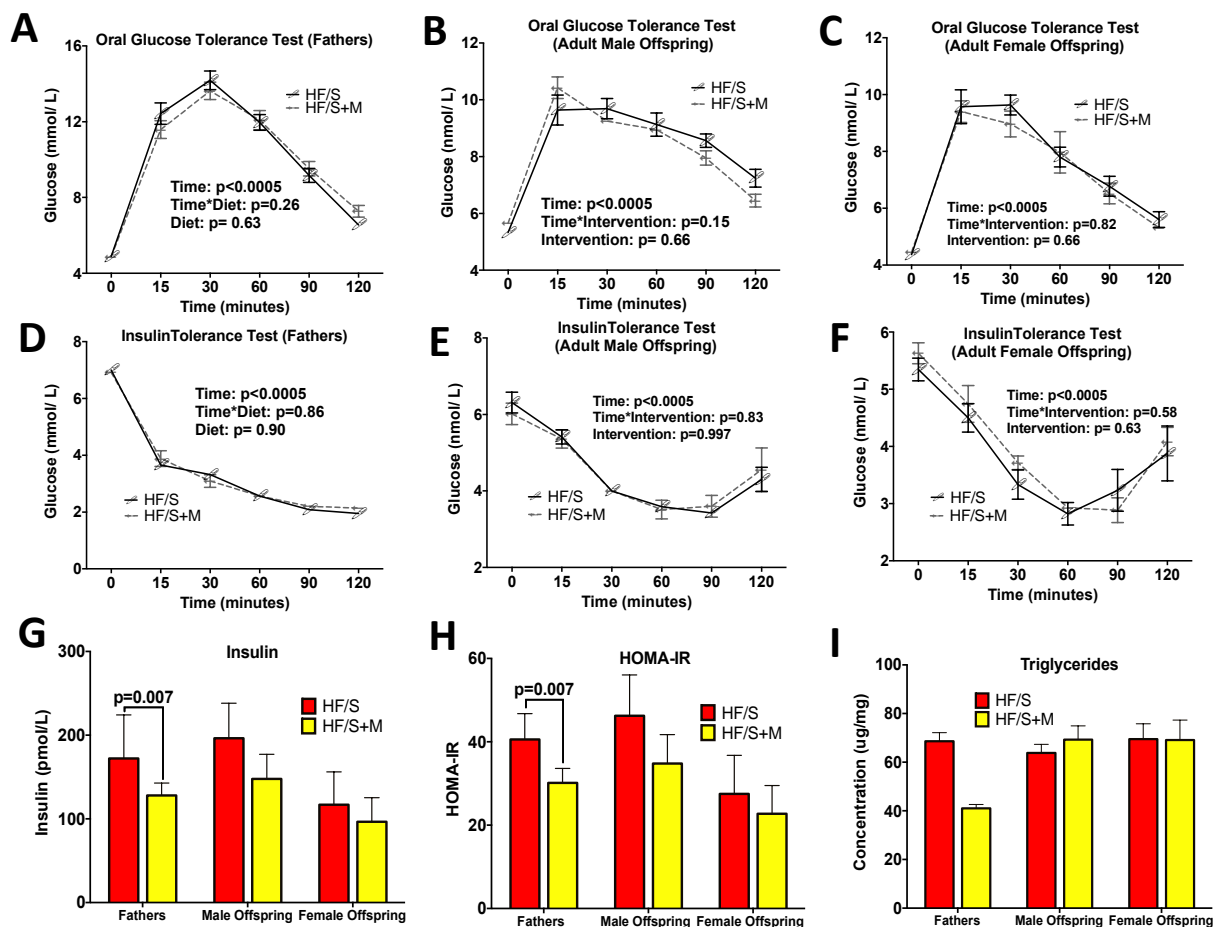 A
Oral Glucose Tolerance Test (Fathers)
Glucose (nmol/ L)
16
12
8
4
HF/S
HF/S+M
Time: p<0.0005
Time*Diet: p=0.26
Diet: p= 0.63
0 15 30 60 90 120
Time (minutes)
B
Oral Glucose Tolerance Test
(Adult Male Offspring)
Glucose (nmol/ L)
12
10
8
6
4
HF/S
HF/S+M
Time: p<0.0005
Time*Intervention: p=0.15
Intervention: p= 0.66
0 15 30 60 90 120
Time (minutes)
C
Oral Glucose Tolerance Test
(Adult Female Offspring)
Glucose (nmol/ L)
12
10
8
6
4
HF/S
HF/S+M
Time: p<0.0005
Time*Intervention: p=0.82
Intervention: p= 0.66
0 15 30 60 90 120
Time (minutes)
D
InsulinTolerance Test (Fathers)
Glucose (nmol/ L)
8
6
4
2
0
Time: p<0.0005
Time*Diet: p=0.86
Diet: p= 0.90
HF/S
HF/S+M
0 15 30 60 90 120
Time (minutes)
E
InsulinTolerance Test
(Adult Male Offspring)
Glucose (nmol/ L)
8
6
4
2
Time: p<0.0005
Time*Intervention: p=0.83
Intervention: p=0.997
HF/S
HF/S+M
0 15 30 60 90 120
Time (minutes)
F
InsulinTolerance Test
(Adult Female Offspring)
Glucose (nmol/ L)
6
5
4
3
2
Time: p<0.0005
Time*Intervention: p=0.58
Intervention: p= 0.63
HF/S
HF/S+M
0 15 30 60 90 120
Time (minutes)
G
Insulin
Insulin (pmol/L)
300
200
100
0
p=0.007
HF/S
HF/S+M
Fathers Male Offspring Female Offspring
H
HOMA-IR
HOMA-IR
60
40
20
0
p=0.007
HF/S
HF/S+M
Fathers Male Offspring Female Offspring
I
Triglycerides
Concentration (ug/mg)
100
80
60
40
20
0
HF/S
HF/S+M
Fathers Male Offspring Female Offspring